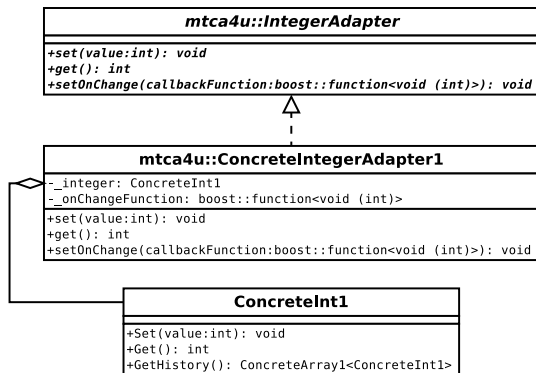 mtca4u::IntegerAdapter
+set(value:int): void
+get(): int
+setOnChange(callbackFunction:boost::function<void (int)>): void
mtca4u::ConcreteIntegerAdapter1
-_integer: ConcreteInt1
-_onChangeFunction: boost::function<void (int)>
+set(value:int): void
+get(): int
+setOnChange(callbackFunction:boost::function<void (int)>): void
ConcreteInt1
+Set(value:int): void
+Get(): int
+GetHistory(): ConcreteArray1<ConcreteInt1>